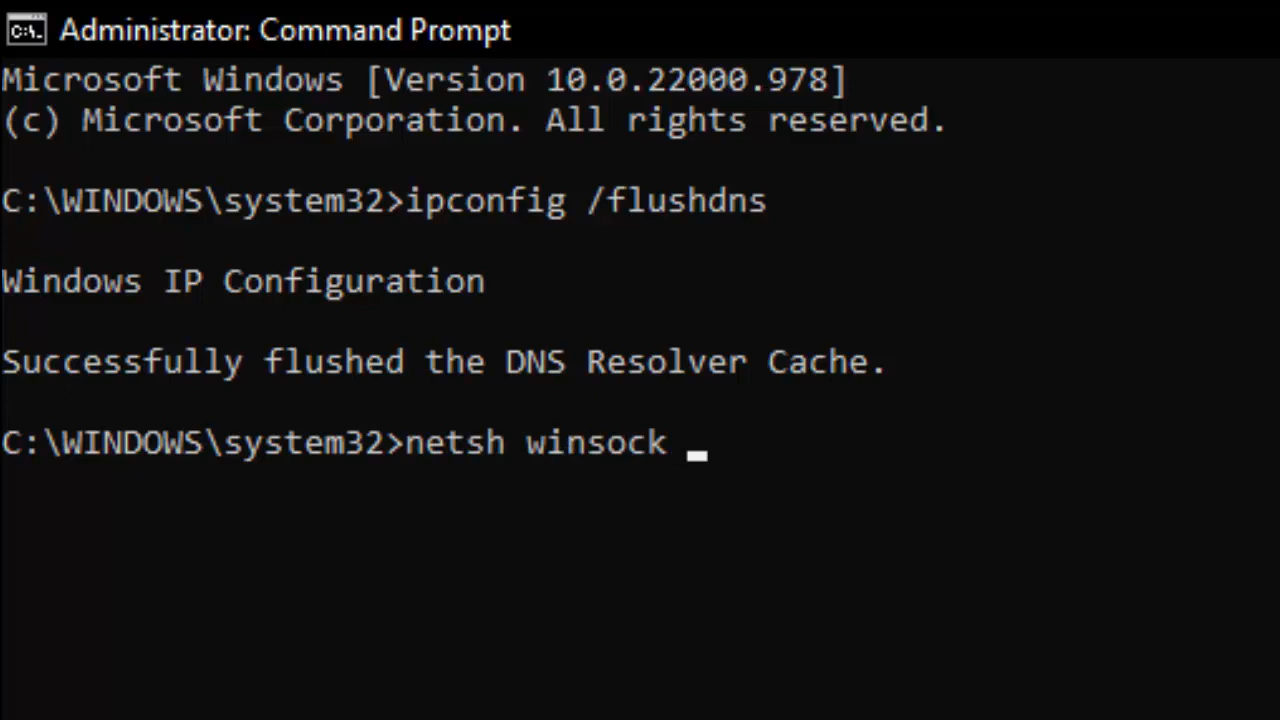 Administrator: Command Prompt
Microsoft Windows [Version 10.0.22000.978]
(c) Microsoft Corporation. All rights reserved.
C:\WINDOWS\system32>ipconfig /flushdns
Windows IP Configuration
Successfully flushed the DNS Resolver Cache.
C:\WINDOWS\system32>netsh winsock